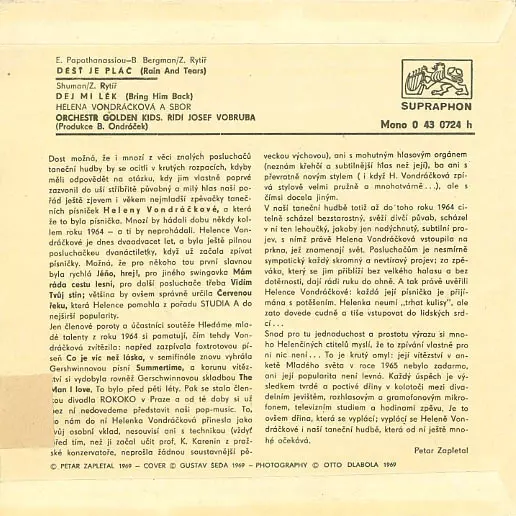 E. Papathanassiou-B Bergman/Z. Rytíř
DÉŠŤ JE PLÁČ (Rain And Tears)
Shuman/Z. Rytíř
DEJ MI LÉK (Bring Him Back)
HELENA VONDRÁČKOVÁ A SBOR
ORCHESTR GOLDEN KIDS. ŘÍDÍ JOSEF VOBRUBA
(Produkce B. Ondráček)
SUPRAPHON
Mono 0 43 0724 h
Dost možná, že i mnozí z věci znalých posluchačů
taneční hudby by se ocitli v krutých rozpacích, kdyby
měli odpovědět na otázku, kdy jim vlastně poprvé
zazvonil do uší stříbřitě půvabný a milý hlas naší po-
řád ještě zjevem i věkem nejmladší zpěvačky taneč-
ních písniček Heleny Vondráčkové, a která
že to byla písnička. Mnozí by hádali dobu někdy kol-
lem roku 1964 — a ti by neprohádali. Helence Von-
dráčkové je dnes dvaadvacet let, a byla ještě pilnou
posluchačkou dvanáctiletky, když už začala zpívat
písničky. Možná, že pro někoho tou první slavnou
byla rychlá Jéňo, hrej!, pro jiného swingovka Mám
ráda cestu lesní, pro další posluchače třeba Vidím
Tvůj stín; většina by ovšem správně určila Červenou
řeku, která Helence pomohla z pořadu STUDIA A do
nejširší popularity.
Jen členové poroty a účastníci soutěže Hledáme mla-
dé talenty z roku 1964 si pamatují, čím tehdy Von-
dráčková zvítězila: napřed zazpívala foxtrotovou pí-
seň Co je víc než láska, v semifinále znovu vyhrála
Gershwinnovou písní Summertime, a korunu vítěz-
ství si vydobyla rovněž Gershwinovou skladbou The
Man I Love. To bylo před pěti léty. Pak se stala člen-
kou divadla ROKOKO v Praze a od té doby si už
bez ní nedovedeme představit naši pop-music. To,
co nám do ní Helenka Vondráčková přinesla jako
svůj osobní vklad, nesouvisí ani s technikou (vždyť
před tím, než ji začal učit prof. K. Karenin z praž-
ské konzervatoře, neprošla žádnou soustavnější pě-
veckou výchovou), ani s mohutným hlasovým orgánem
(neznám křehčí a subtilnější hlas než její), ba ani s
převratně novým stylem ( i když H. Vondráčková zpí-
vá stylově velmi pružně a mnohotvárně...), ale s
čímsi docela jiným.
V naší taneční hudbě totiž až do toho roku 1964 ci-
telně scházel bezstarostný, svěží dívčí půvab, scházel
v ní ten lehoučký, jakoby jen nadýchnutý, subtilní pro-
jev, s nímž právě Helena Vondráčková vstoupila na
prkna, jež znamenají svět. Posluchačům je nesmírně
sympatický každý skromný a nevtíravý projev; za zpě-
váka, který se jim přiblíží bez velkého halasu a bez
dotěrnosti, dají rádi ruku do ohně. A tak právě uvěřili
Helence Vondráčkové: každá její písnička je přijí-
mána s potěšením. Helenka neumí „trhat kulisy", ale
zato dovede cudně a tiše vstupovat do lidských srd-
cí...
Snad pro tu jednoduchost a prostotu výrazu si mno-
ho Helenčiných ctitelů myslí, že to zpívání vlastně pro
ni nic není... To je krutý omyl: její vítězství v an-
ketě Mladého světa v roce 1965 nebylo zadarmo,
ani její popularita není levná. Každý úspěch je vý-
sledkem tvrdé a poctivé dřiny v kolotoči mezi diva-
delním jevištěm, rozhlasovým a gramofonovým mikro-
fonem, televizním studiem a hodinami zpěvu. Je to
ovšem dřina, která se vyplácí; vyplácí se Heleně Von-
dráčkové i naší taneční hudbě, která od ní ještě mno-
hé očekává.
Petar Zapletal
© PETAR ZAPLETAL 1969 – COVER © GUSTAV ŠEDA 1969 – PHOTOGRAPHY © OTTO DLABOLA 1969